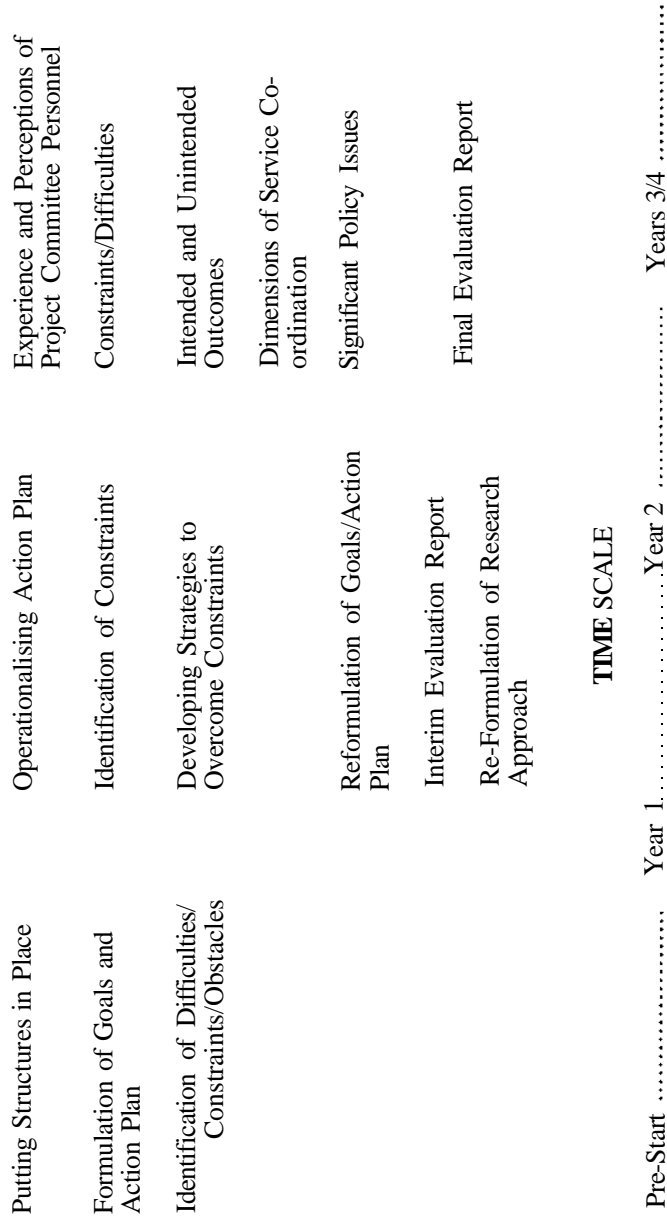 Putting Structures in Place
Formulation of Goals and
Action Plan
Identification of Difficulties/
Constraints/Obstacles
Operationalising Action Plan
Identification of Constraints
Developing Strategies to
Overcome Constraints
Reformulation of Goals/Action
Plan
Interim Evaluation Report
Re-Formulation of Research
Approach
Experience and Perceptions of
Project Committee Personnel
Constraints/Difficulties
Intended and Unintended
Outcomes
Dimensions of Service Co-
ordination
Significant Policy Issues
Final Evaluation Report
TIME SCALE
Pre-Start ........................ Year 1........................Year 2 ........................ Years 3/4 ........................